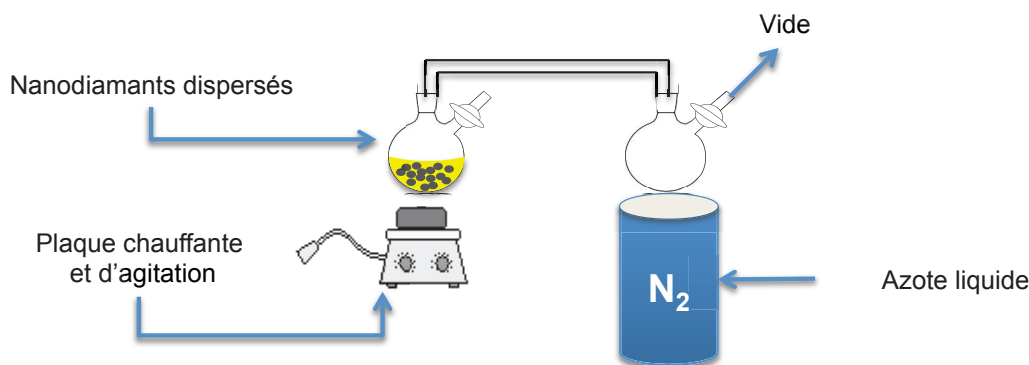 Vide
Nanodiamants dispersés
Plaque chauffante
et d'agitation
N₂
Azote liquide